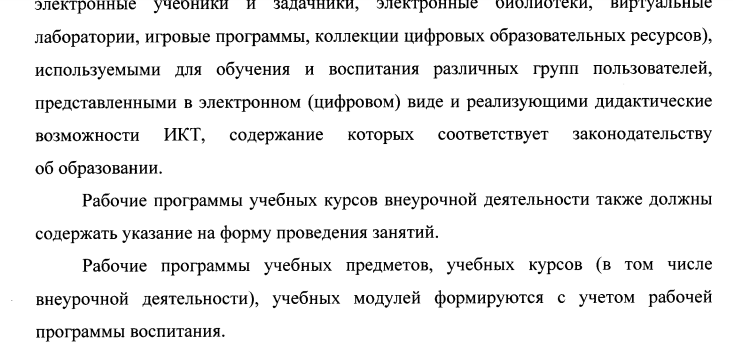 электронные учебники и задачники, электронные библиотеки, виртуальные
лаборатории, игровые программы, коллекции цифровых образовательных ресурсов),
используемыми для обучения и воспитания различных групп пользователей,
представленными в электронном (цифровом) виде и реализующими дидактические
возможности ИКТ, содержание которых соответствует законодательству
об образовании.
Рабочие программы учебных курсов внеурочной деятельности также должны
содержать указание на форму проведения занятий.
Рабочие программы учебных предметов, учебных курсов (в том числе
внеурочной деятельности), учебных модулей формируются с учетом рабочей
программы воспитания.